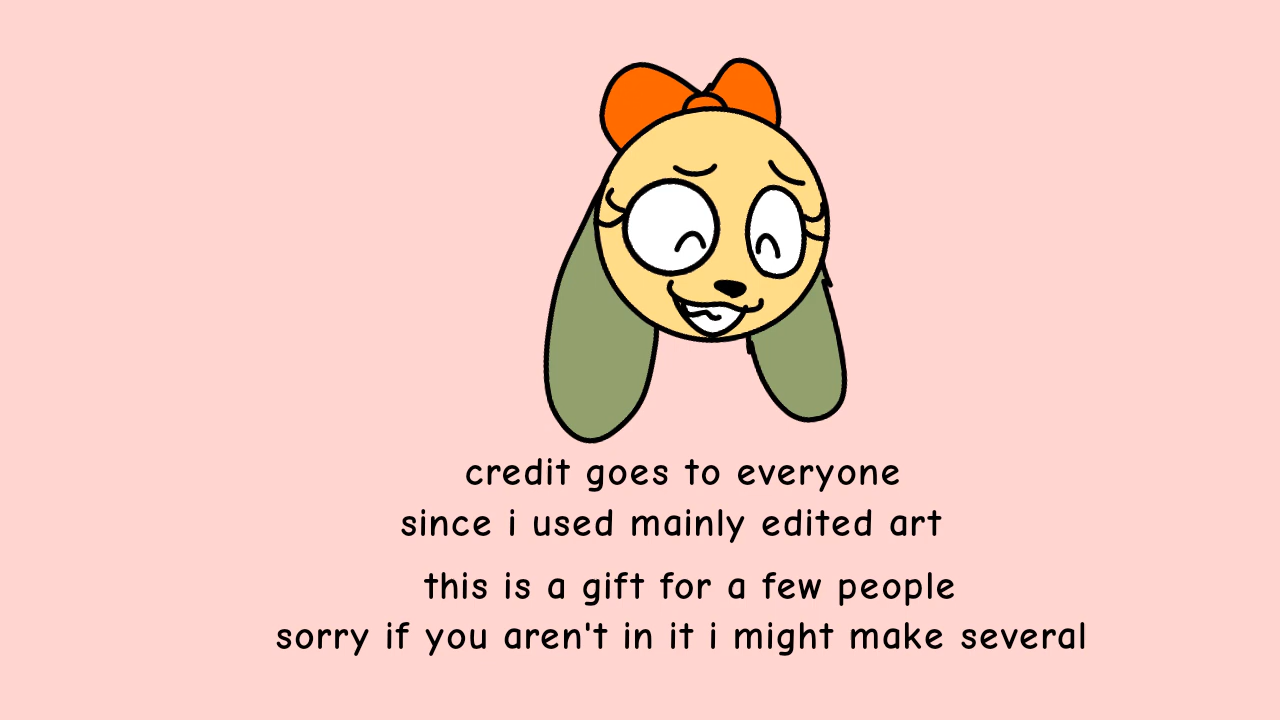 credit goes to everyone
since i used mainly edited art
this is a gift for a few people
sorry if you aren't in it i might make several